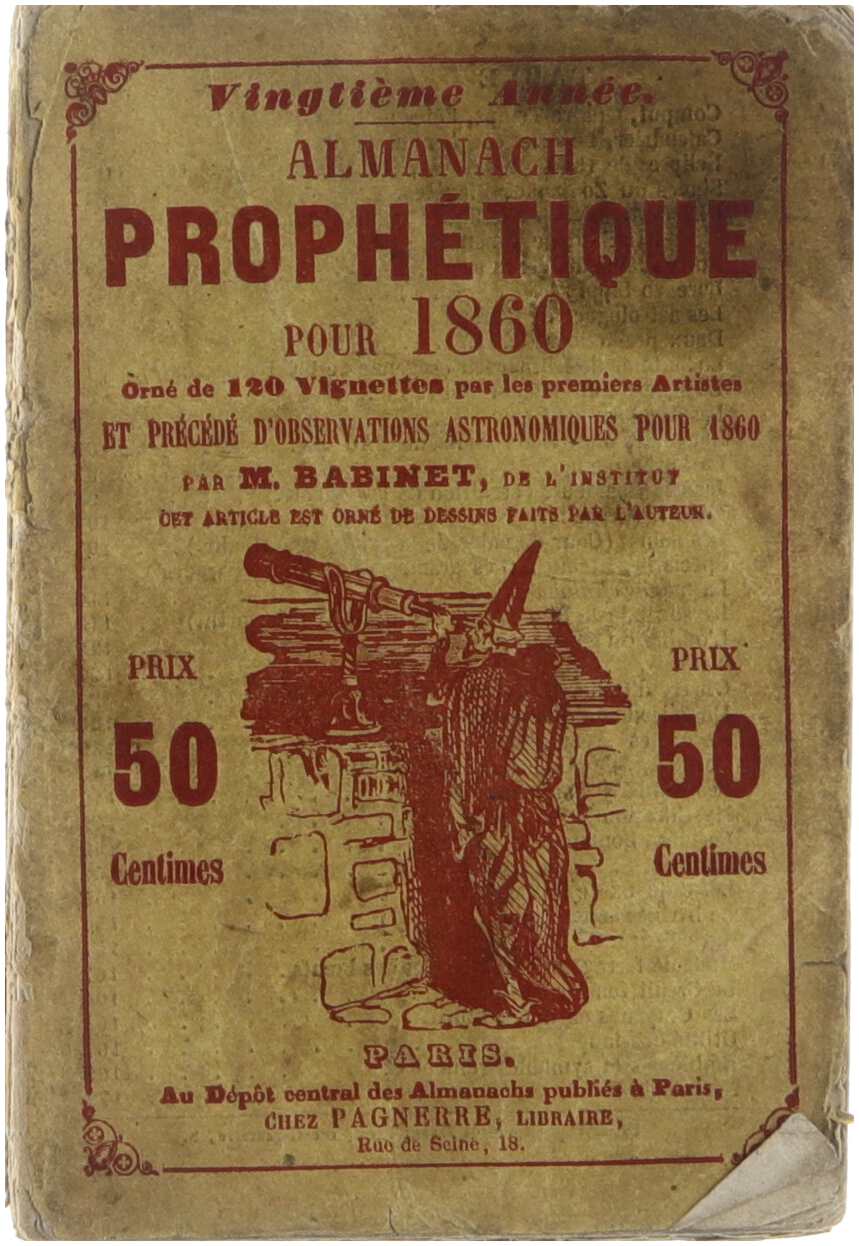 Vingtième Année.
ALMANACH
PROPHÉTIQUE
POUR 1860
Orné de 120 Vignettes par les premiers Artistes
ET PRÉCÉDÉ D'OBSERVATIONS ASTRONOMIQUES POUR 1860
PAR M. BABINET, DE L'INSTITUT
CET ARTICLE EST ORNÉ DE DESSINS FAITS PAR L'AUTEUR.
PRIX
50
Centimes
PRIX
50
Centimes
PARIS.
Au Dépôt central des Almanachs publiés à Paris,
CHEZ PAGNERRE, LIBRAIRE,
Rue de Seine, 18.